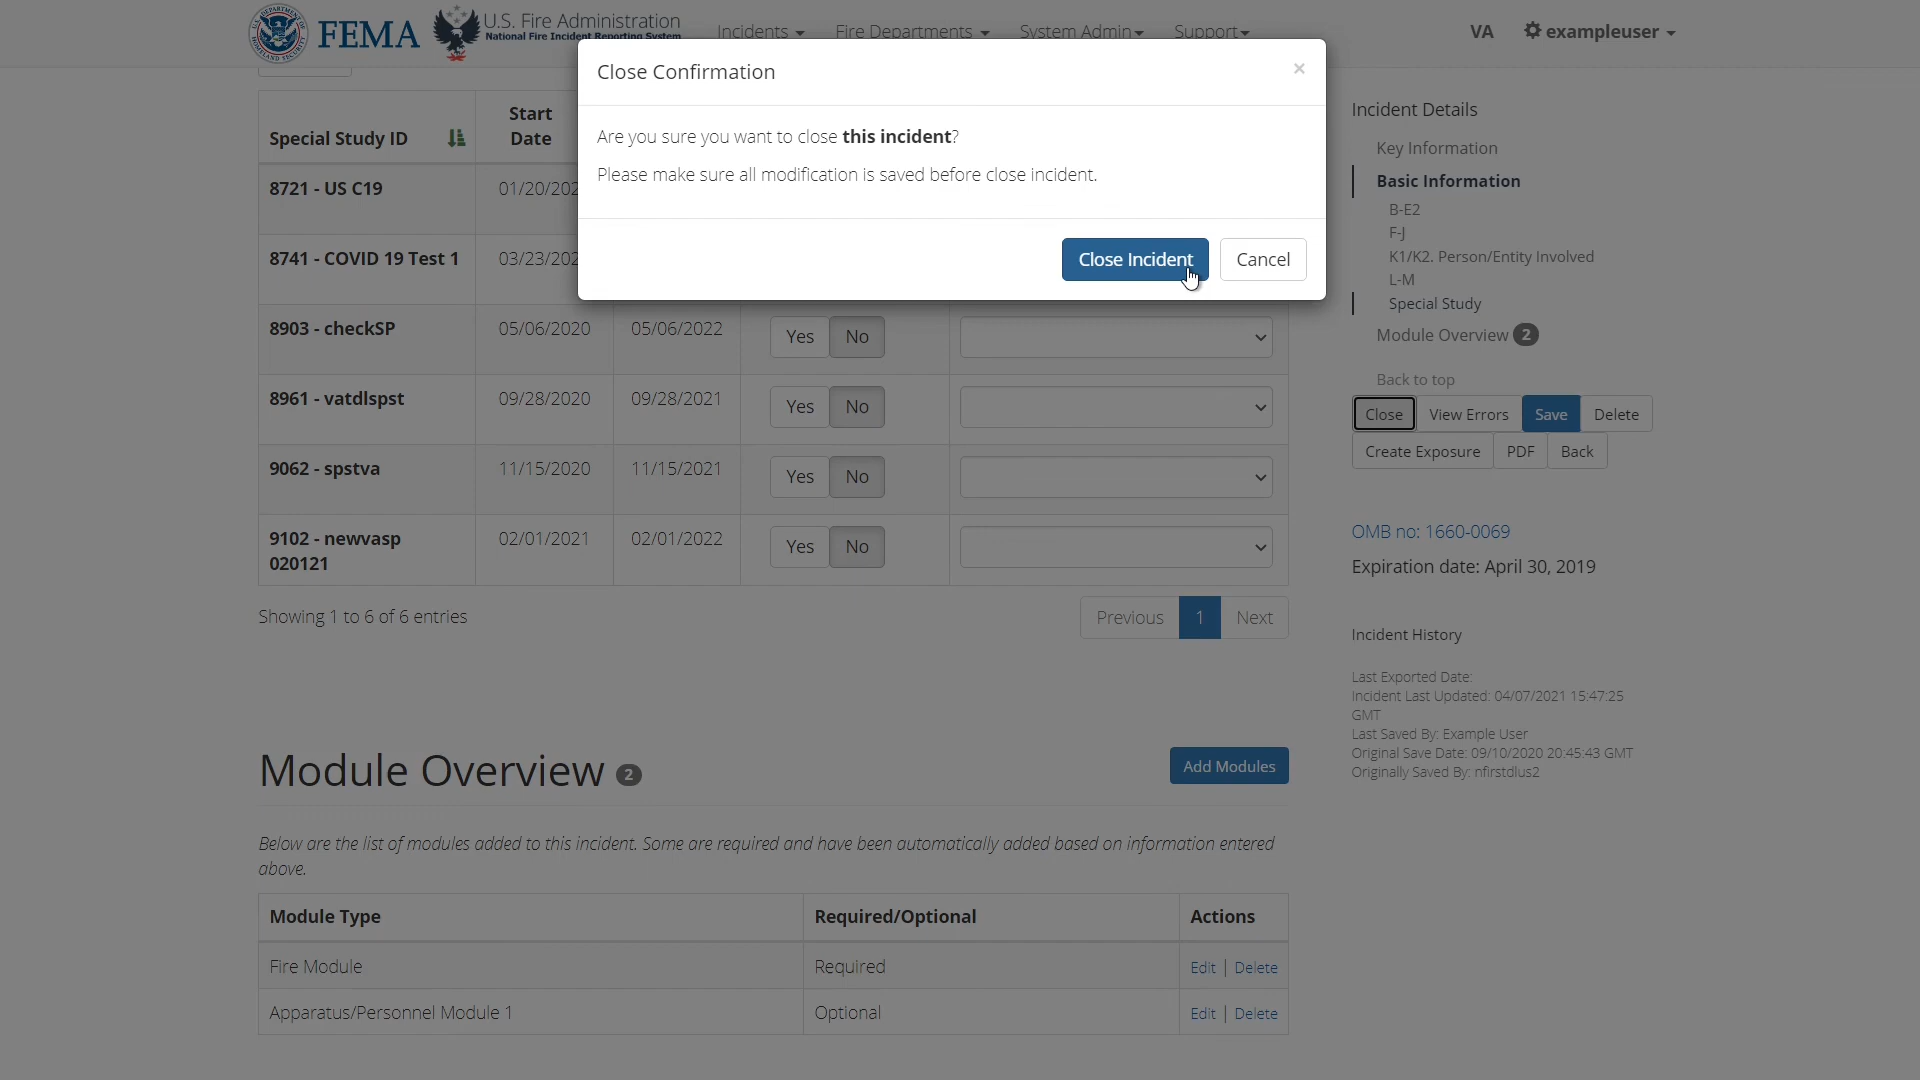 FEMA
U.S. Fire Administration
National Fire Incident Reporting System
Incidents
Fire Departments
System Admin
Support
VA
exampleuser
Close Confirmation
×
Are you sure you want to close this incident?
Please make sure all modification is saved before close incident.
Close Incident
Cancel
Special Study ID
Start
Date
8721 - US C19
01/20/202
8741 - COVID 19 Test 1
03/23/202
8903 - checkSP
05/06/2020
05/06/2022
Yes
No
8961 - vatdlspst
09/28/2020
09/28/2021
Yes
No
9062 - spstva
11/15/2020
11/15/2021
Yes
No
9102 - newvasp
020121
02/01/2021
02/01/2022
Yes
No
Showing 1 to 6 of 6 entries
Previous
1
Next
Module Overview 2
Add Modules
Below are the list of modules added to this incident. Some are required and have been automatically added based on information entered
above.
Module Type
Required/Optional
Actions
Fire Module
Required
Edit | Delete
Apparatus/Personnel Module 1
Optional
Edit | Delete
Incident Details
Key Information
Basic Information
B-E2
F-J
K1/K2. Person/Entity Involved
L-M
Special Study
Module Overview 2
Back to top
Close
View Errors
Save
Delete
Create Exposure
PDF
Back
OMB no: 1660-0069
Expiration date: April 30, 2019
Incident History
Last Exported Date:
Incident Last Updated: 04/07/2021 15:47:25
GMT
Last Saved By: Example User
Original Save Date: 09/10/2020 20:45:43 GMT
Originally Saved By: nfirstdlus2